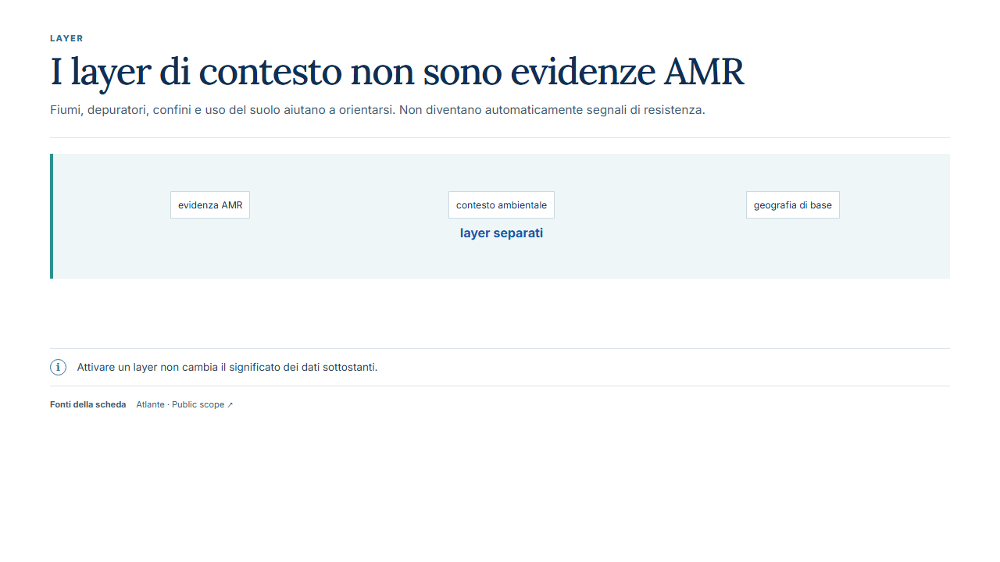 LAYER
I layer di contesto non sono evidenze AMR
Fiumi, depuratori, confini e uso del suolo aiutano a orientarsi. Non diventano automaticamente segnali di resistenza.
evidenza AMR
contesto ambientale
geografia di base
layer separati
i Attivare un layer non cambia il significato dei dati sottostanti.
Fonti della scheda Atlante · Public scope ↗